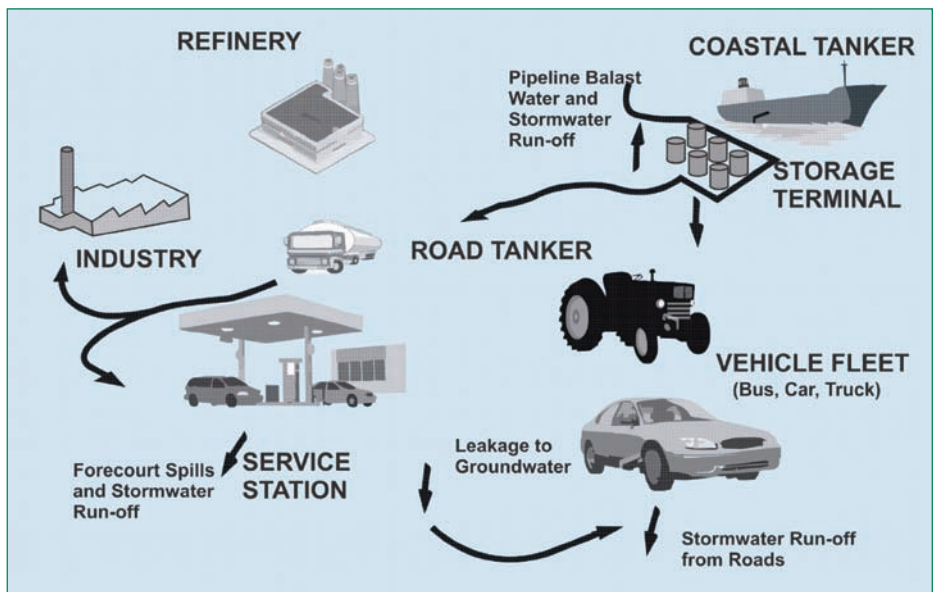 REFINERY
COASTAL TANKER
Pipeline Balast
Water and
Stormwater
Run-off
STORAGE
TERMINAL
INDUSTRY
ROAD TANKER
VEHICLE FLEET
(Bus, Car, Truck)
Leakage to
Groundwater
Forecourt Spills
and Stormwater
Run-off
SERVICE
STATION
Stormwater Run-off
from Roads